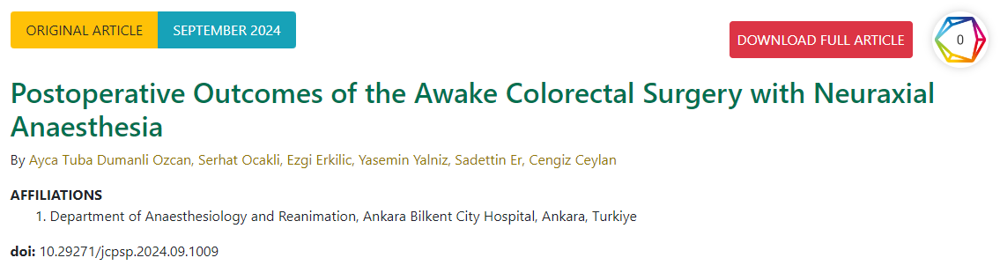 ORIGINAL ARTICLE SEPTEMBER 2024
DOWNLOAD FULL ARTICLE 0
Postoperative Outcomes of the Awake Colorectal Surgery with Neuraxial
Anaesthesia
By Ayca Tuba Dumanli Ozcan, Serhat Ocakli, Ezgi Erkilic, Yasemin Yalniz, Sadettin Er, Cengiz Ceylan
AFFILIATIONS
1. Department of Anaesthesiology and Reanimation, Ankara Bilkent City Hospital, Ankara, Turkiye
doi: 10.29271/jcpsp.2024.09.1009